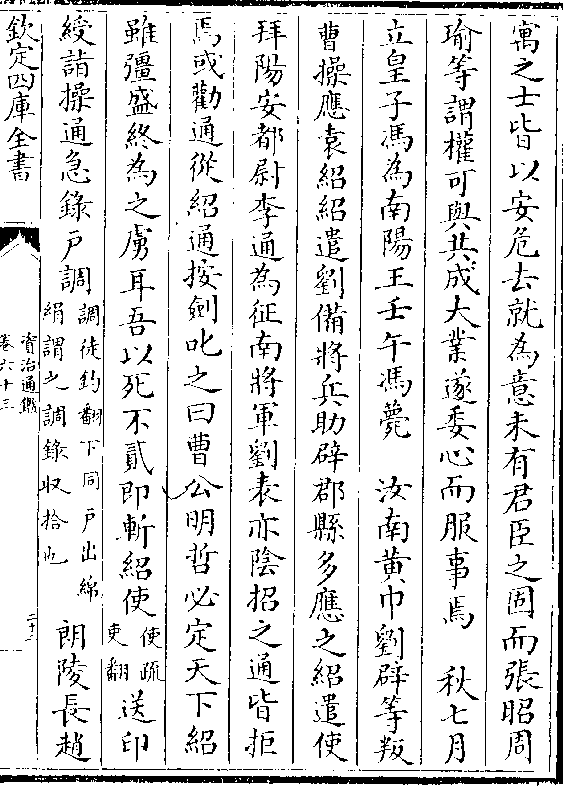 寓之士皆以安危去就為意未有君臣之固而張昭周
瑜等謂權可與共成大業遂委心而服事焉　秋七月
立皇子馮為南陽王壬午馮薨　汝南黄巾劉辟等叛
曹操應袁紹紹遣劉備將兵助辟郡縣多應之紹遣使
拜陽安都尉李通為征南將軍劉表亦陰招之通皆拒
焉或勸通從紹通按劍叱之曰曹公明哲必定天下紹
雖彊盛終為之虜耳吾以死不貳即斬紹使使疏吏翻送印
綬詣操通急錄戶調調徒釣翻下同戶出綿絹謂之調錄收拾也朗陵長趙
欽定四庫全書
資治通鑑
卷六十三
二十二